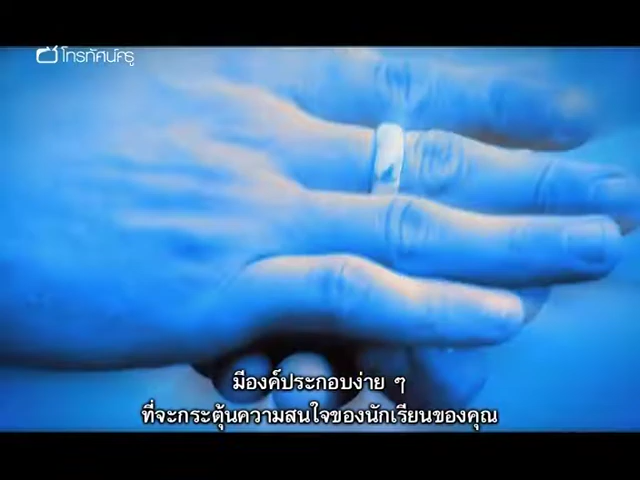 โทรทัศน์ครู
มีองค์ประกอบง่าย ๆ
ที่จะกระตุ้นความสนใจของนักเรียนของคุณ